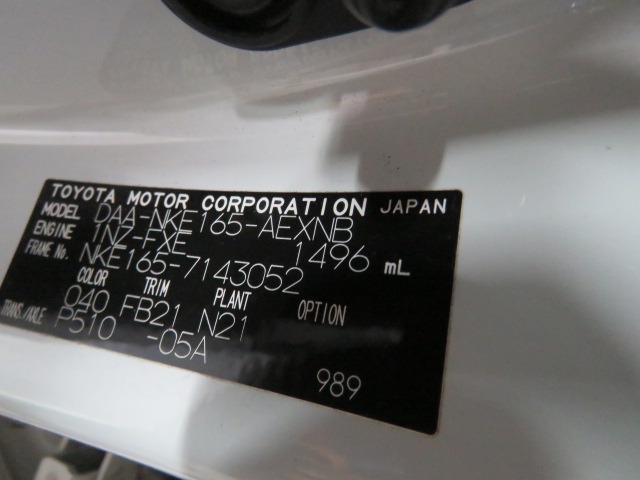 TOYOTA MOTOR CORPORATION JAPAN
MODEL DAA-NKE165-AEXNB
ENGINE 1NZ-FXE 1496 mL
FRAME No. NKE165-7143052
COLOR TRIM PLANT OPTION
040 FB21 N21
TRANS./AXLE P510 -05A
989